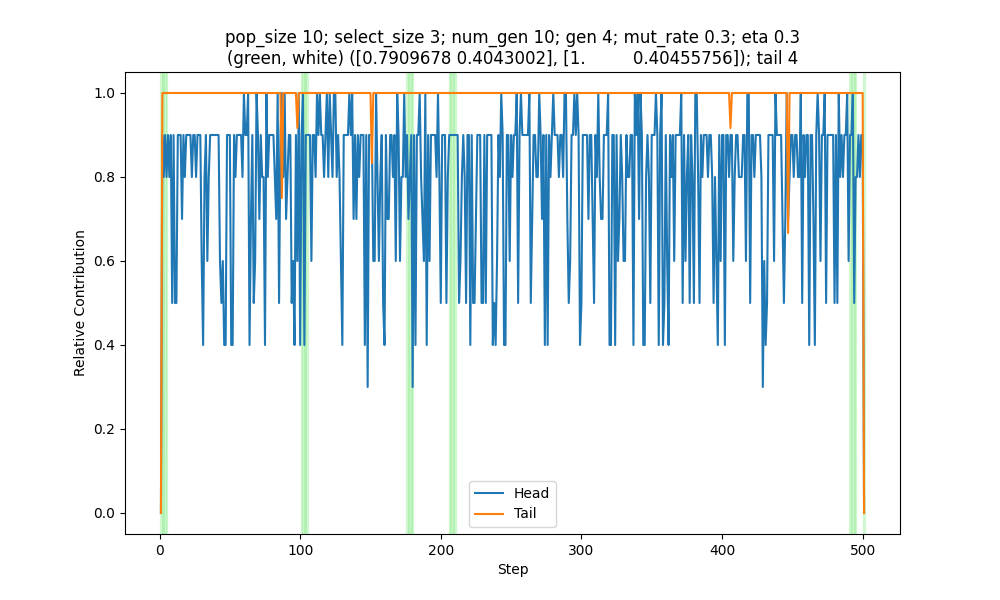 pop_size 10; select_size 3; num_gen 10; gen 4; mut_rate 0.3; eta 0.3
(green, white) ([0.7909678 0.4043002], [1.         0.40455756]); tail 4
1.0
0.8
0.6
0.4
0.2
0.0
Relative Contribution
Head
Tail
0
100
200
300
400
500
Step